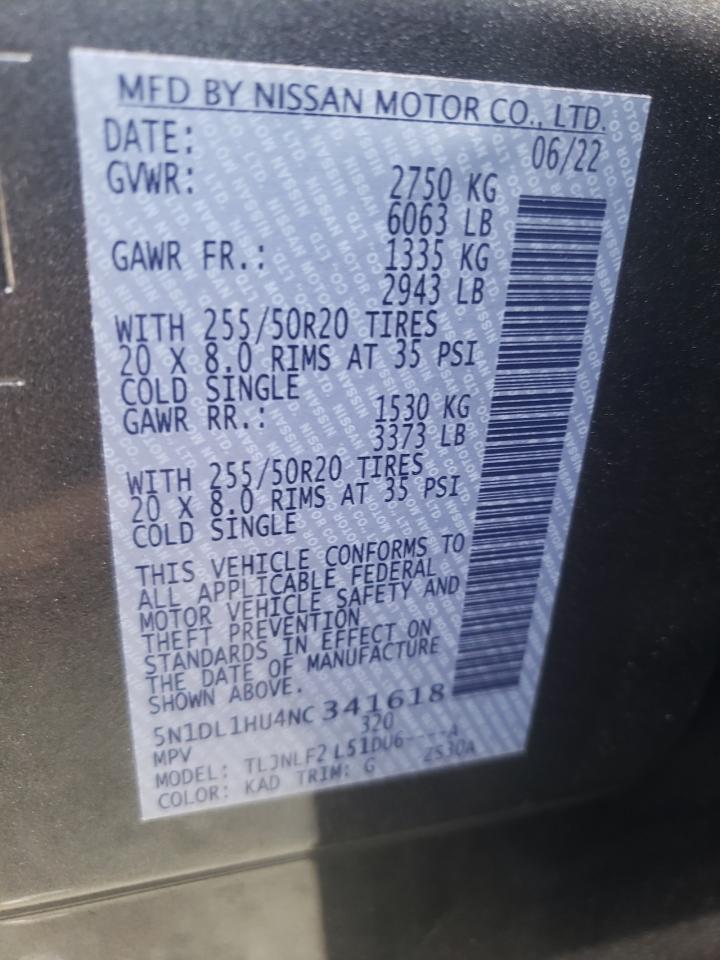 MFD BY NISSAN MOTOR CO., LTD.
DATE: 06/22
GVWR: 2750 KG
6063 LB
GAWR FR.: 1335 KG
2943 LB
WITH 255/50R20 TIRES
20 X 8.0 RIMS AT 35 PSI
COLD SINGLE
GAWR RR.: 1530 KG
3373 LB
WITH 255/50R20 TIRES
20 X 8.0 RIMS AT 35 PSI
COLD SINGLE
THIS VEHICLE CONFORMS TO
ALL APPLICABLE FEDERAL
MOTOR VEHICLE SAFETY AND
THEFT PREVENTION
STANDARDS IN EFFECT ON
THE DATE OF MANUFACTURE
SHOWN ABOVE.
5N1DL1HU4NC 341618
MPV 320
MODEL: TLJNLF2 L51DU6----A
COLOR: KAD TRIM: G 2S30A